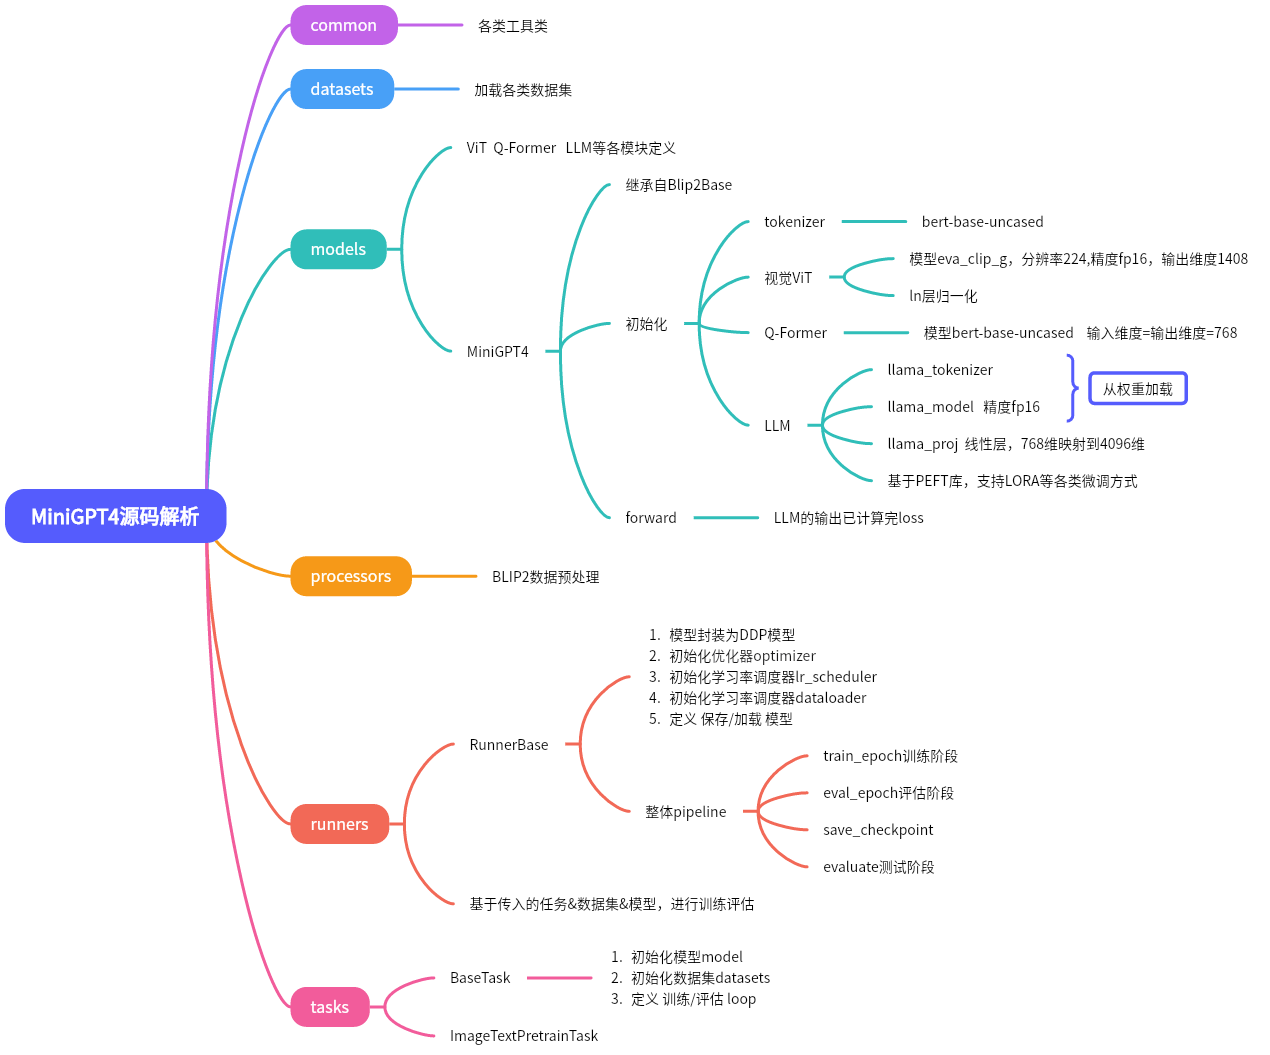 common
各类工具类
datasets
加载各类数据集
ViT Q-Former LLM等各模块定义
继承自Blip2Base
tokenizer
bert-base-uncased
models
模型eva_clip_g，分辨率224,精度fp16，输出维度1408
视觉ViT
ln层归一化
初始化
Q-Former
模型bert-base-uncased 输入维度=输出维度=768
MiniGPT4
llama_tokenizer
从权重加载
llama_model 精度fp16
LLM
llama_proj 线性层，768维映射到4096维
基于PEFT库，支持LORA等各类微调方式
MiniGPT4源码解析
forward
LLM的输出已计算完loss
processors
BLIP2数据预处理
1. 模型封装为DDP模型
2. 初始化优化器optimizer
3. 初始化学习率调度器lr_scheduler
4. 初始化学习率调度器dataloader
5. 定义 保存/加载 模型
RunnerBase
train_epoch训练阶段
eval_epoch评估阶段
整体pipeline
save_checkpoint
evaluate测试阶段
runners
基于传入的任务&数据集&模型，进行训练评估
1. 初始化模型model
2. 初始化数据集datasets
3. 定义 训练/评估 loop
BaseTask
tasks
ImageTextPretrainTask